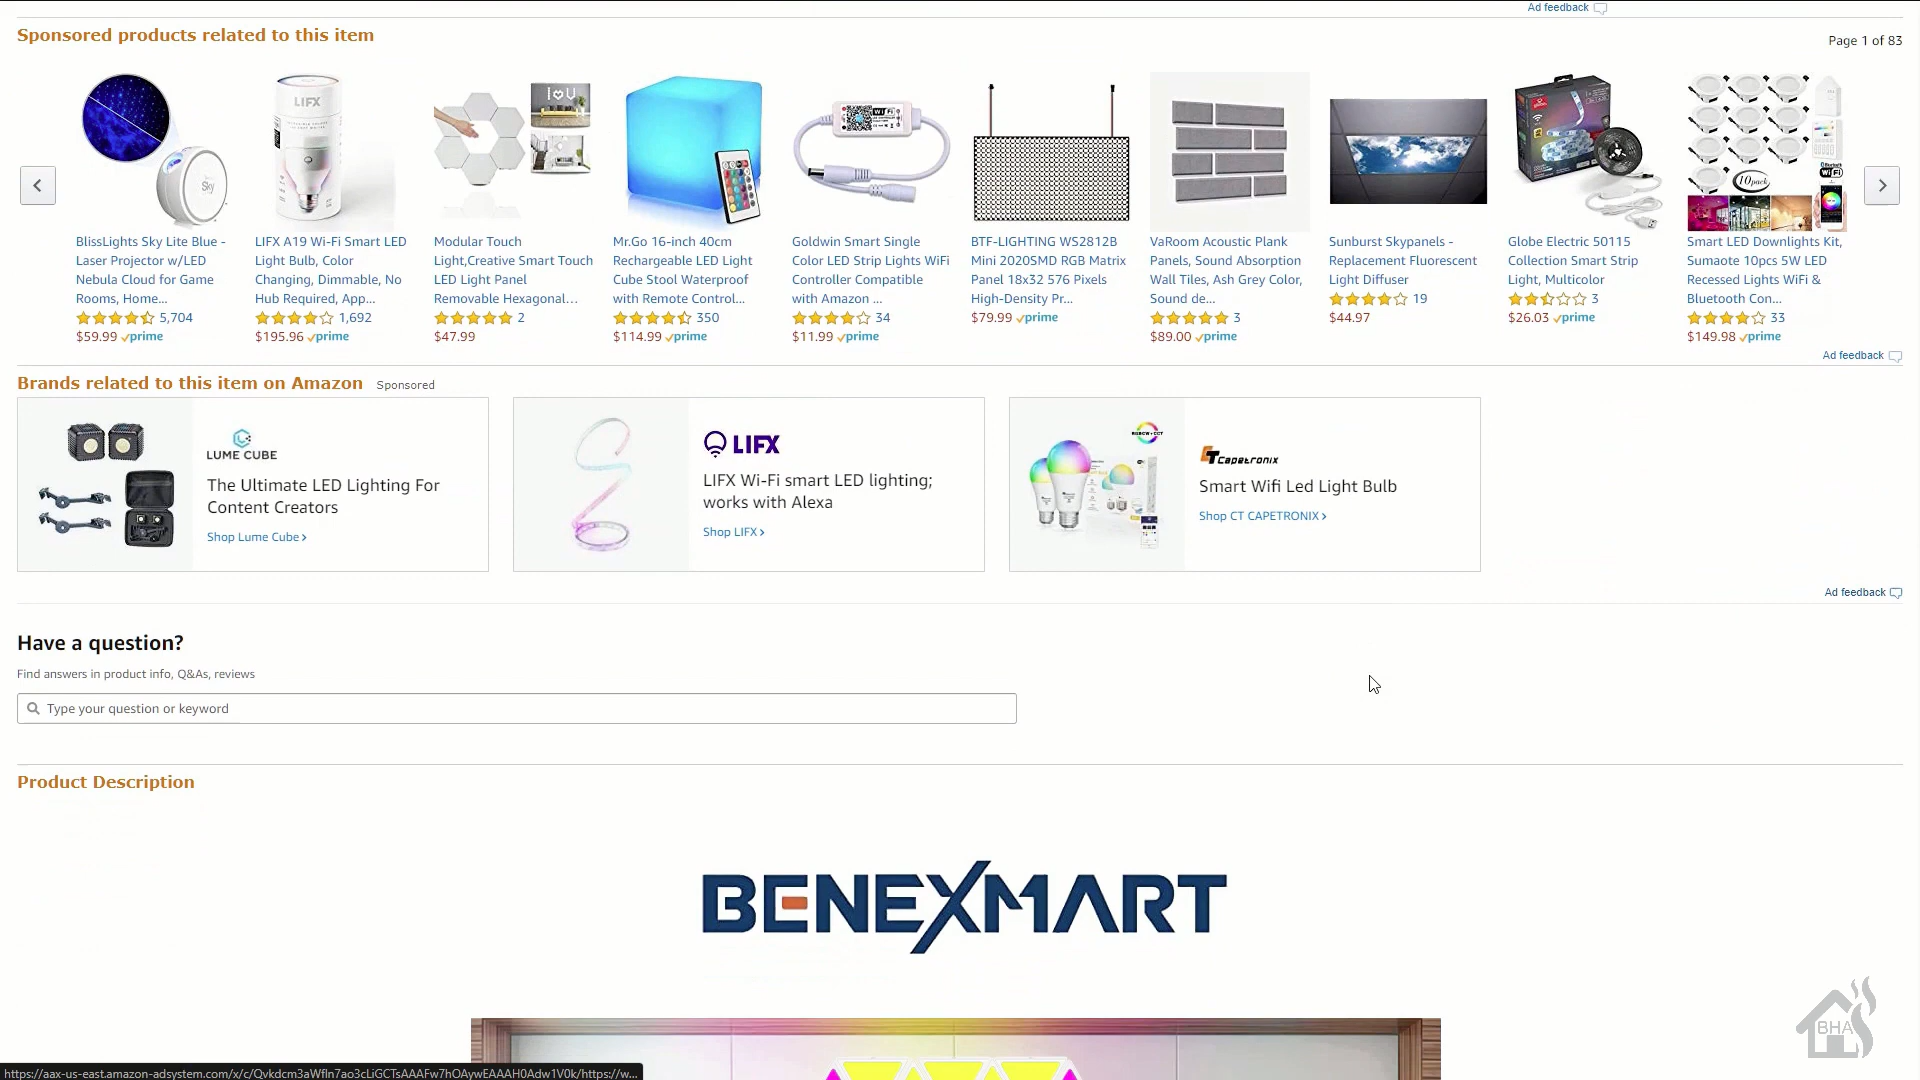 Ad feedback
Sponsored products related to this item
Page 1 of 83
LIFX
I U
Sky
10pack
Bluetooth
WiFi
BlissLights Sky Lite Blue -
Laser Projector w/LED
Nebula Cloud for Game
Rooms, Home...
5,704
$59.99 prime
LIFX A19 Wi-Fi Smart LED
Light Bulb, Color
Changing, Dimmable, No
Hub Required, App...
1,692
$195.96 prime
Modular Touch
Light,Creative Smart Touch
LED Light Panel
Removable Hexagonal…
2
$47.99
Mr.Go 16-inch 40cm
Rechargeable LED Light
Cube Stool Waterproof
with Remote Control...
350
$114.99 prime
Goldwin Smart Single
Color LED Strip Lights WiFi
Controller Compatible
with Amazon ...
34
$11.99 prime
BTF-LIGHTING WS2812B
Mini 2020SMD RGB Matrix
Panel 18x32 576 Pixels
High-Density Pr...
$79.99 prime
VaRoom Acoustic Plank
Panels, Sound Absorption
Wall Tiles, Ash Grey Color,
Sound de...
3
$89.00 prime
Sunburst Skypanels -
Replacement Fluorescent
Light Diffuser
19
$44.97
Globe Electric 50115
Collection Smart Strip
Light, Multicolor
3
$26.03 prime
Smart LED Downlights Kit,
Sumaote 10pcs 5W LED
Recessed Lights WiFi &
Bluetooth Con...
33
$149.98 prime
Ad feedback
Brands related to this item on Amazon Sponsored
LUME CUBE
The Ultimate LED Lighting For
Content Creators
Shop Lume Cube ›
LIFX
LIFX Wi-Fi smart LED lighting;
works with Alexa
Shop LIFX ›
RGBCW+CCT
CT Capetronix
Smart Wifi Led Light Bulb
Shop CT CAPETRONIX ›
Ad feedback
Have a question?
Find answers in product info, Q&As, reviews
Type your question or keyword
Product Description
BENEXMART
BHA